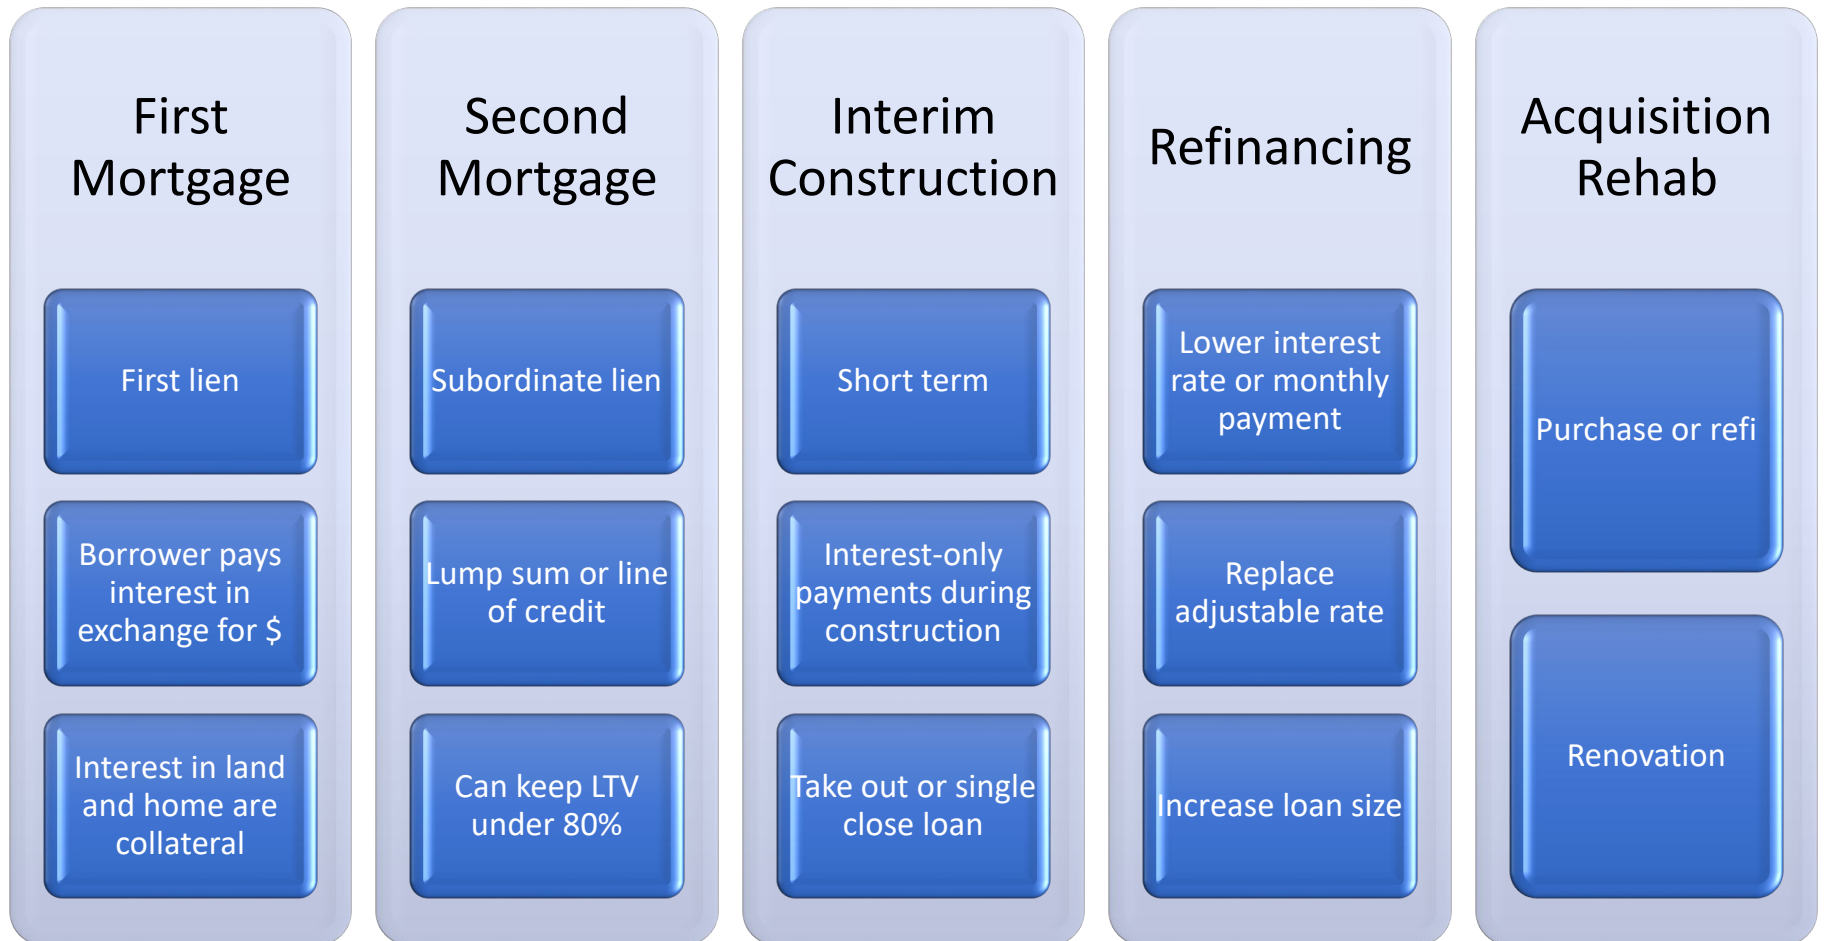 First
Mortgage
First lien
Borrower pays
interest in
exchange for $
Interest in land
and home are
collateral
Second
Mortgage
Subordinate lien
Lump sum or line
of credit
Can keep LTV
under 80%
Interim
Construction
Short term
Interest-only
payments during
construction
Take out or single
close loan
Refinancing
Lower interest
rate or monthly
payment
Replace
adjustable rate
Increase loan size
Acquisition
Rehab
Purchase or refi
Renovation